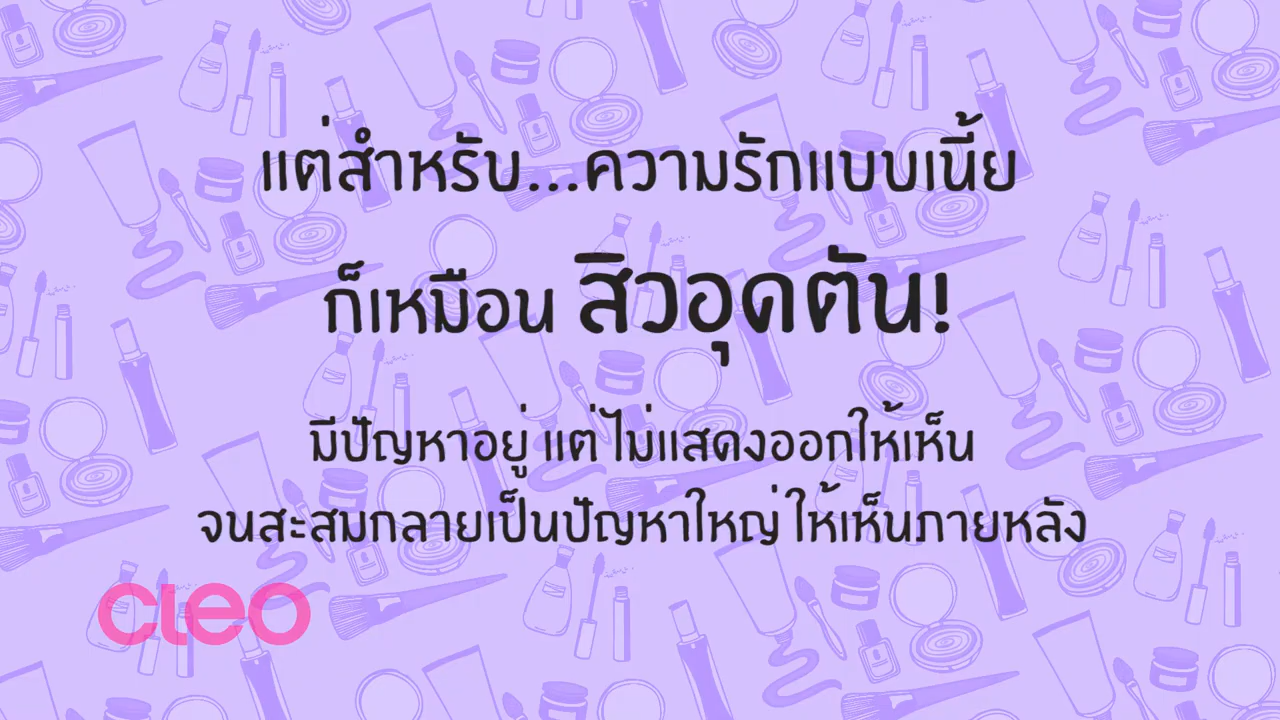 แต่สำหรับ...ความรักแบบเนี้ย
ก็เหมือน สิวอุดตัน!
มีปัญหาอยู่ แต่ไม่แสดงออกให้เห็น
จนสะสมกลายเป็นปัญหาใหญ่ ให้เห็นภายหลัง
CLEO